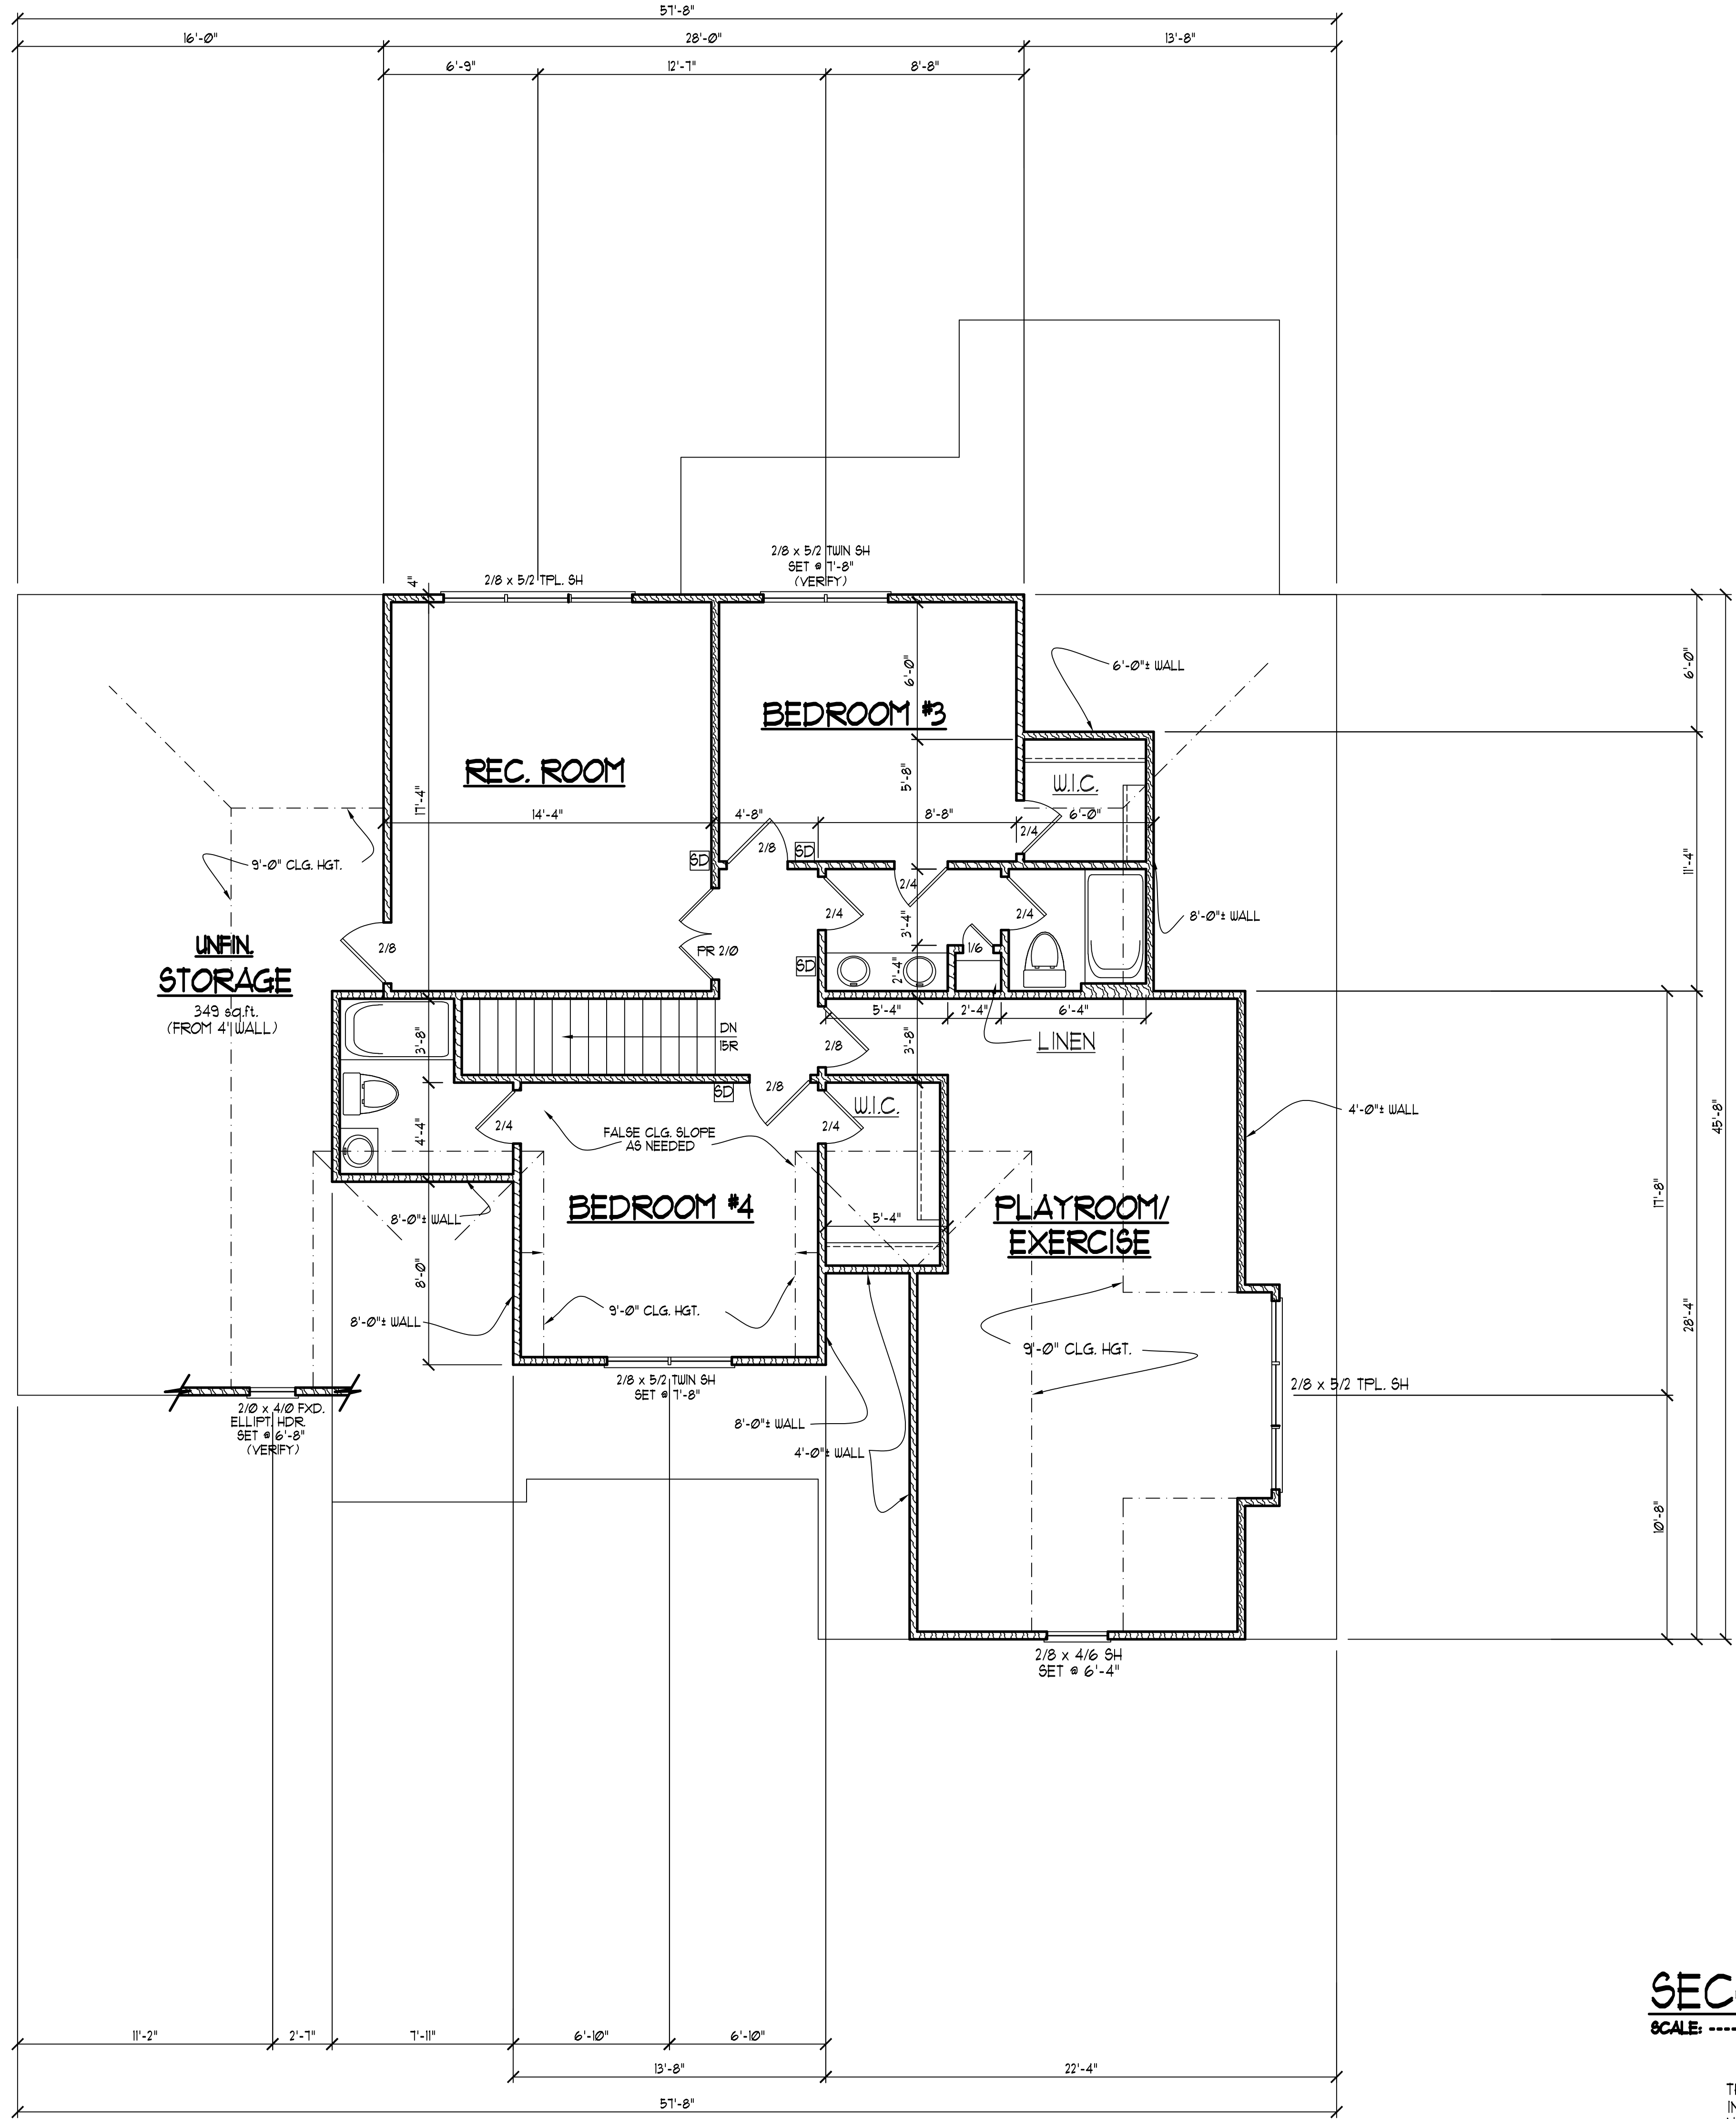 57'-8"
16'-0"
28'-0"
13'-8"
6'-9"
12'-7"
8'-8"
2/8 x 5/2 TWIN SH
SET @ 7'-8"
(VERIFY)
4"
2/8 x 5/2 TPL. SH
6'-0"
6'-0"± WALL
6'-0"
BEDROOM #3
REC. ROOM
5'-8"
W.I.C.
17'-4"
14'-4"
4'-8"
8'-8"
6'-0"
2/4
2/8
SD
SD
9'-0" CLG. HGT.
11'-4"
2/4
2/4
2/4
3'-4"
8'-0"± WALL
UNFIN.
STORAGE
349 sq.ft.
(FROM 4' WALL)
2/8
PR 2/0
1/6
SD
2'-4"
5'-4"
2'-4"
6'-4"
3'-8"
DN
15R
2/8
3'-8"
LINEN
SD
2/8
W.I.C.
4'-0"± WALL
45'-8"
2/4
2/4
4'-4"
FALSE CLG. SLOPE
AS NEEDED
17'-8"
BEDROOM #4
PLAYROOM/
EXERCISE
8'-0"± WALL
5'-4"
8'-0"
9'-0" CLG. HGT.
28'-4"
8'-0"± WALL
9'-0" CLG. HGT.
2/8 x 5/2 TWIN SH
SET @ 7'-8"
2/8 x 5/2 TPL. SH
2/0 x 4/0 FXD.
ELLIPT. HDR.
SET @ 6'-8"
(VERIFY)
8'-0"± WALL
4'-0"± WALL
10'-8"
2/8 x 4/6 SH
SET @ 6'-4"
SEC
SCALE: ----
11'-2"
2'-7"
7'-11"
6'-10"
6'-10"
13'-8"
22'-4"
57'-8"